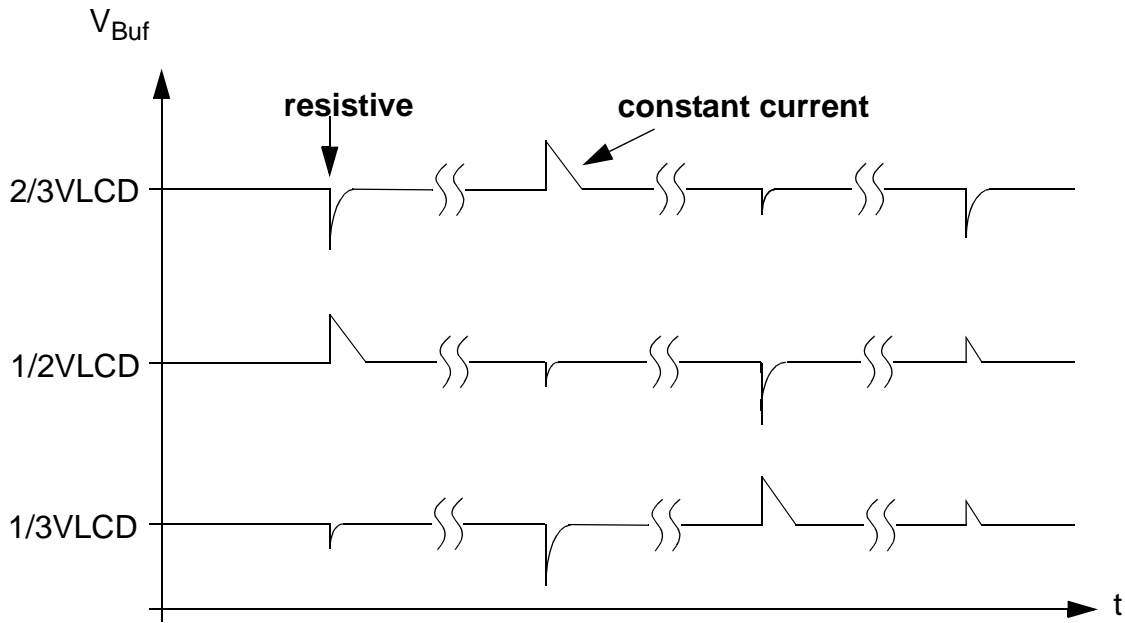 V_Buf
resistive
constant current
2/3VLCD
1/2VLCD
1/3VLCD
t